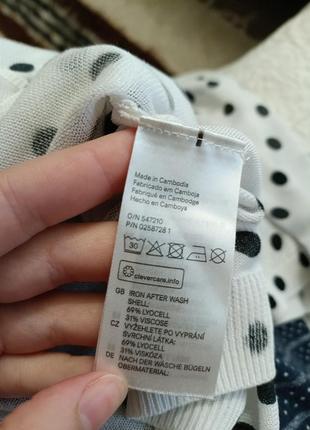 Made in Cambodia
Fabricado em Camboja
Fabriqué en Cambodge
Hecho en Camboya
O/N 547210
P/N 0258728 1
30
clevercare.info
GB IRON AFTER WASH
SHELL:
69% LYOCELL
31% VISCOSE
CZ VYŽEHLETE PO VYPRÁNÍ
SVRCHNÍ LÁTKA:
69% LYOCELL
31% VISKÓZA
DE NACH DER WÄSCHE BÜGELN
OBERMATERIAL: